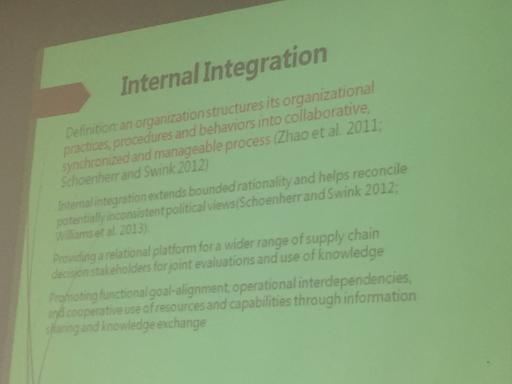 Internal Integration
Definition: an organization structures its organizational
practices, procedures and behaviors into collaborative,
synchronized and manageable process (Zhao et al. 2011;
Schoenherr and Swink 2012)
Internal integration extends bounded rationality and helps reconcile
potentially inconsistent political views(Schoenherr and Swink 2012;
Williams et al. 2013).
Providing a relational platform for a wider range of supply chain
decision stakeholders for joint evaluations and use of knowledge
Promoting functional goal-alignment, operational interdependencies,
and cooperative use of resources and capabilities through information
sharing and knowledge exchange